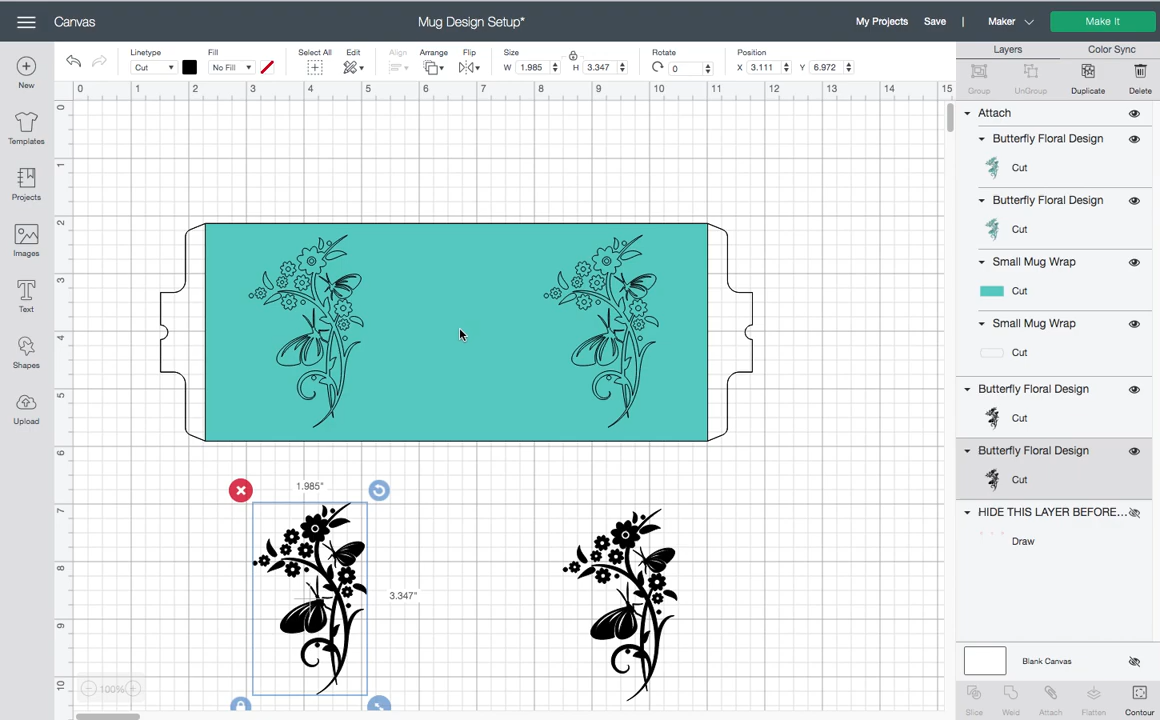 Canvas
Mug Design Setup*
My Projects Save | Maker Make It
Linetype Fill Select All Edit Align Arrange Flip Size Rotate Position
Cut No Fill W 1.985 H 3.347 0 X 3.111 Y 6.972
Layers Color Sync
Group UnGroup Duplicate Delete
New
Templates
Projects
Images
Text
Shapes
Upload
0 1 2 3 4 5 6 7 8 9 10 11 12 13 14 15
0
1
2
3
4
5
6
7
8
9
10
1.985"
3.347"
100%
Attach
Butterfly Floral Design
Cut
Butterfly Floral Design
Cut
Small Mug Wrap
Cut
Small Mug Wrap
Cut
Butterfly Floral Design
Cut
Butterfly Floral Design
Cut
HIDE THIS LAYER BEFORE...
Draw
Blank Canvas
Slice Weld Attach Flatten Contour